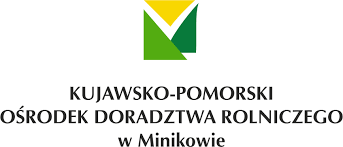 KUJAWSKO-POMORSKI
OŚRODEK DORADZTWA ROLNICZEGO
w Minikowie